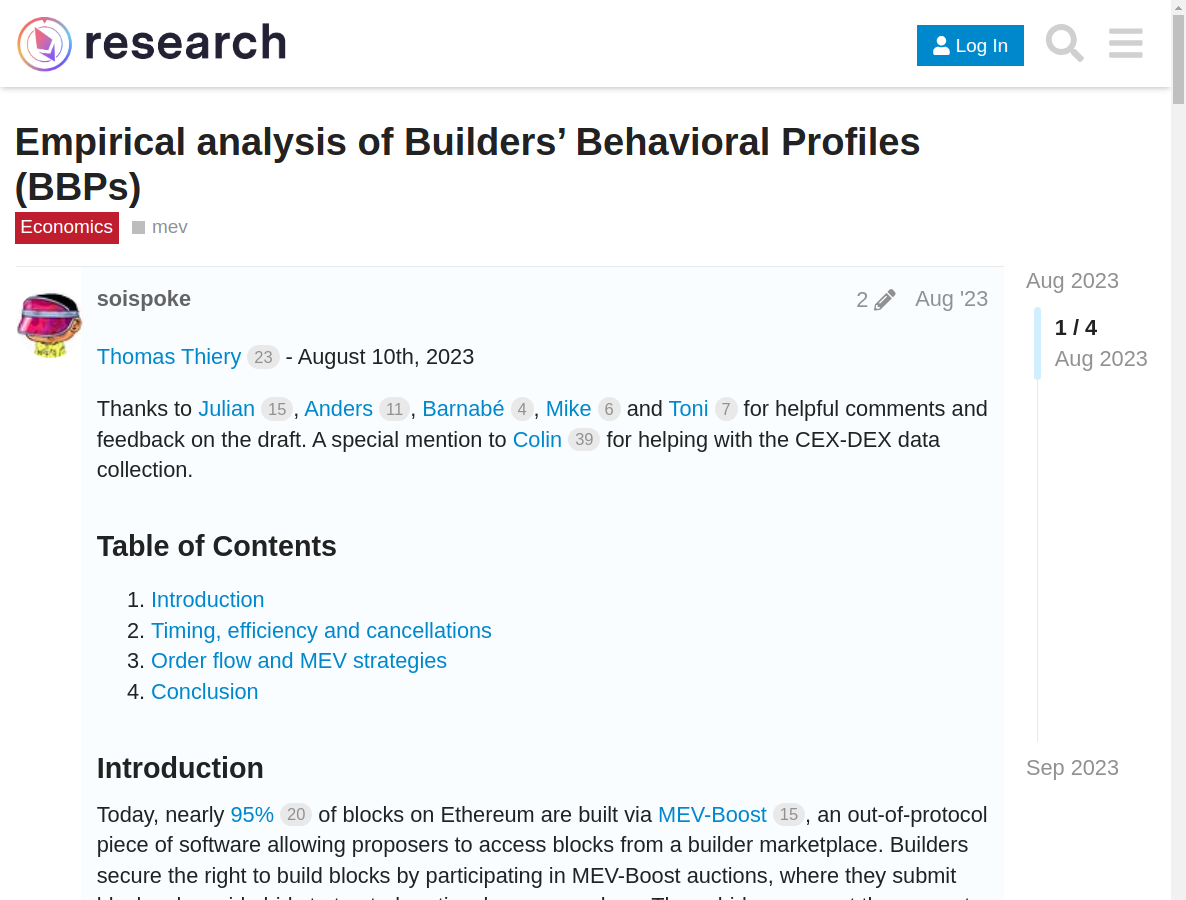 research
Log In
Empirical analysis of Builders’ Behavioral Profiles
(BBPs)
Economics mev
soispoke 2 Aug '23
Aug 2023
1 / 4
Aug 2023
Thomas Thiery 23 - August 10th, 2023
Thanks to Julian 15, Anders 11, Barnabé 4, Mike 6 and Toni 7 for helpful comments and
feedback on the draft. A special mention to Colin 39 for helping with the CEX-DEX data
collection.
Table of Contents
1. Introduction
2. Timing, efficiency and cancellations
3. Order flow and MEV strategies
4. Conclusion
Introduction
Sep 2023
Today, nearly 95% 20 of blocks on Ethereum are built via MEV-Boost 15, an out-of-protocol
piece of software allowing proposers to access blocks from a builder marketplace. Builders
secure the right to build blocks by participating in MEV-Boost auctions, where they submit